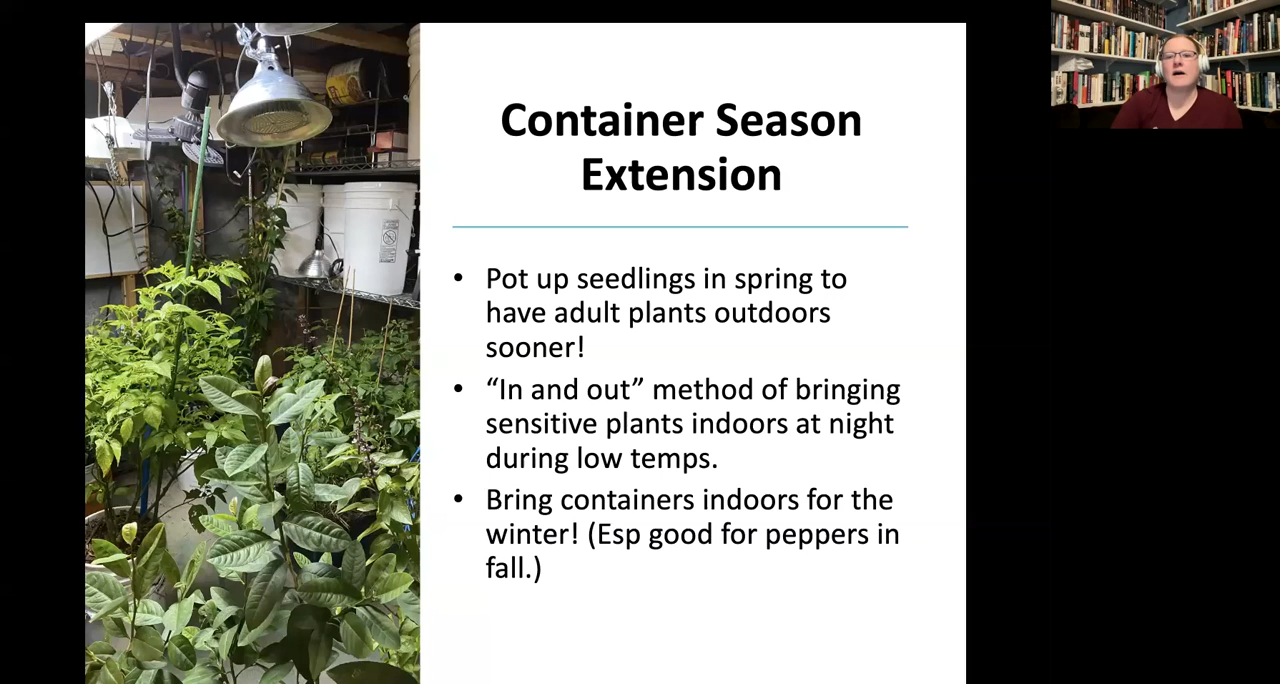 Container Season
Extension
• Pot up seedlings in spring to
have adult plants outdoors
sooner!
• “In and out” method of bringing
sensitive plants indoors at night
during low temps.
• Bring containers indoors for the
winter! (Esp good for peppers in
fall.)